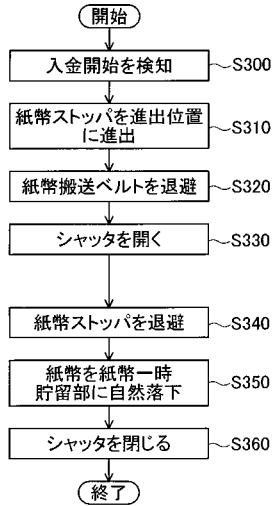 開始
入金開始を検知
S300
紙幣ストッパを進出位置
に進出
S310
紙幣搬送ベルトを退避
S320
シャッタを開く
S330
紙幣ストッパを退避
S340
紙幣を紙幣一時
貯留部に自然落下
S350
シャッタを閉じる
S360
終了